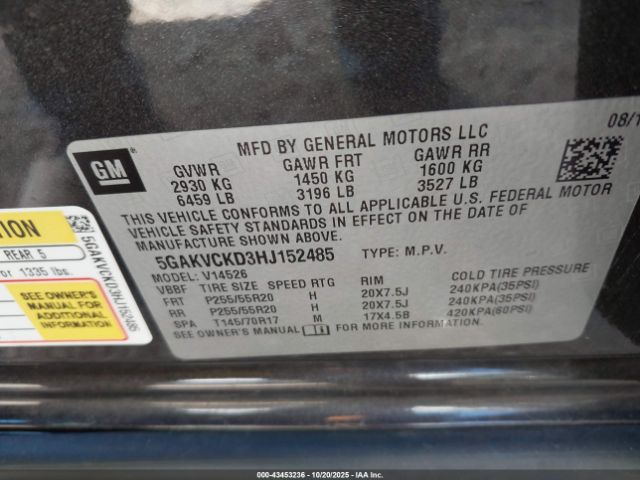 08/1
MFD BY GENERAL MOTORS LLC
GM
GVWR GAWR FRT GAWR RR
2930 KG 1450 KG 1600 KG
6459 LB 3196 LB 3527 LB
THIS VEHICLE CONFORMS TO ALL APPLICABLE U.S. FEDERAL MOTOR
VEHICLE SAFETY STANDARDS IN EFFECT ON THE DATE OF
MANUFACTURE SHOWN ABOVE.
5GAKVCKD3HJ152485 TYPE: M.P.V.
MODEL: V14526
VBBF TIRE SIZE SPEED RTG RIM COLD TIRE PRESSURE
FRT P255/55R20 H 20X7.5J 240KPA(35PSI)
RR P255/55R20 H 20X7.5J 240KPA(35PSI)
SPA T145/70R17 M 17X4.5B 420KPA(60PSI)
SEE OWNER'S MANUAL FOR MORE INFORMATION.
TION
REAR 5
or 1335 lbs.
SEE OWNER'S
MANUAL FOR
ADDITIONAL
INFORMATION
5GAKVCKD3HJ152485
000-43453236 - 10/20/2025 - IAAI.COM